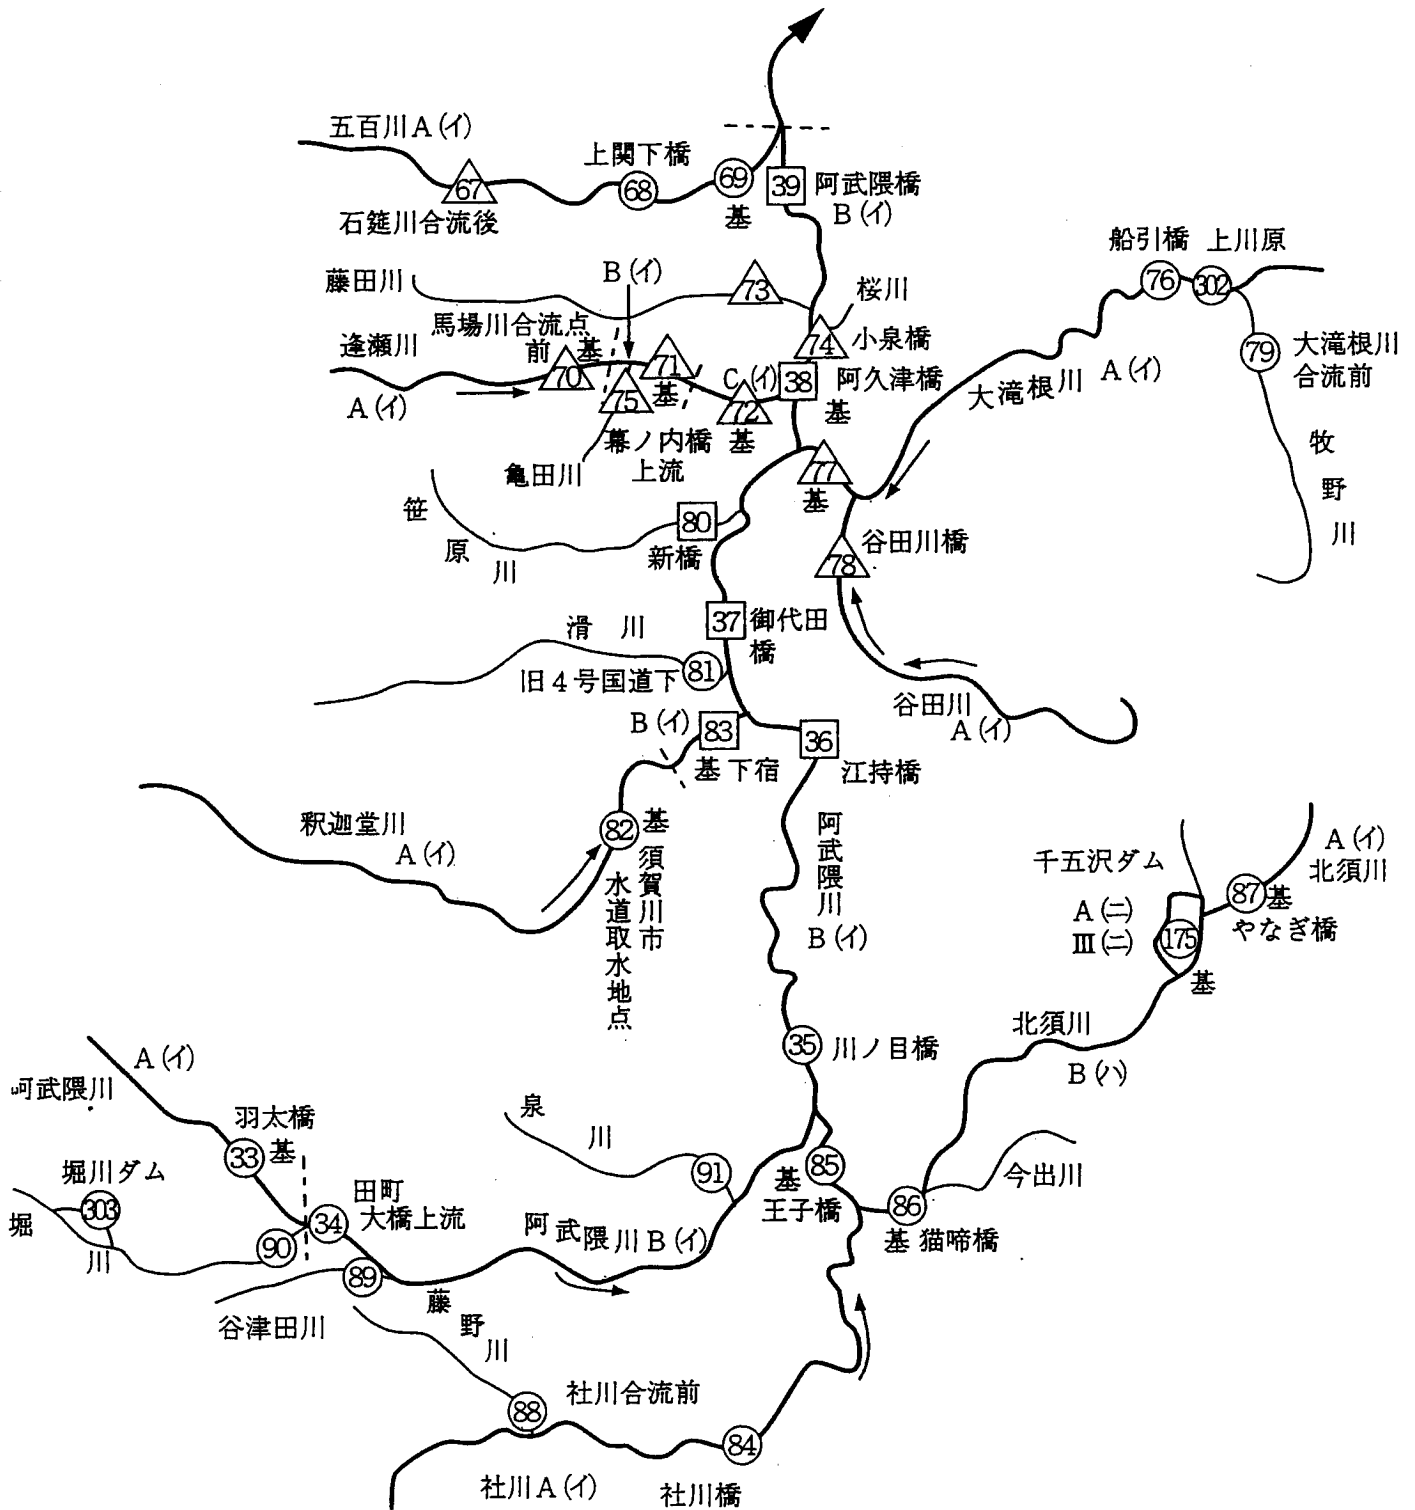 五百川A(イ)
上関下橋
67
68
69
39
阿武隈橋
B(イ)
石筵川合流後
基
船引橋
上川原
76
302
藤田川
B(イ)
73
桜川
馬場川合流点
前 基
逢瀬川
70
71
74
小泉橋
79
大滝根川
合流前
A(イ)
75
基
C(イ)
72
基
38
阿久津橋
基
大滝根川
A(イ)
幕ノ内橋
上流
亀田川
77
基
牧野川
笹原川
80
新橋
谷田川橋
78
滑川
37
御代田
橋
旧4号国道下
81
谷田川
A(イ)
B(イ)
83
基下宿
36
江持橋
釈迦堂川
A(イ)
82
基
須賀川市
水道取水地点
阿武隈川
B(イ)
千五沢ダム
A(イ)
北須川
A(ニ)
Ⅲ(ニ)
175
基
87
基
やなぎ橋
35
川ノ目橋
北須川
B(ハ)
A(イ)
阿武隈川
羽太橋
33
基
泉川
91
85
基
王子橋
今出川
86
基猫啼橋
堀川ダム
303
堀川
90
34
田町
大橋上流
阿武隈川B(イ)
89
谷津田川
藤野川
88
社川合流前
84
社川A(イ)
社川橋